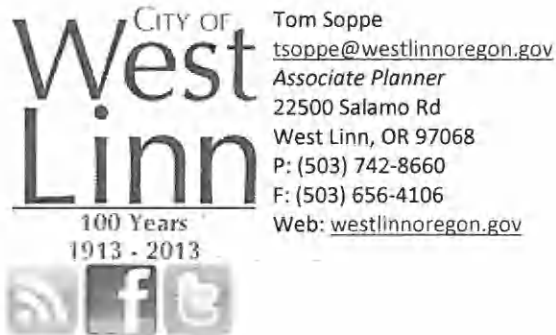 CITY OF
West
Linn
100 Years
1913 - 2013
Tom Soppe
tsoppe@westlinnoregon.gov
Associate Planner
22500 Salamo Rd
West Linn, OR 97068
P: (503) 742-8660
F: (503) 656-4106
Web: westlinnoregon.gov